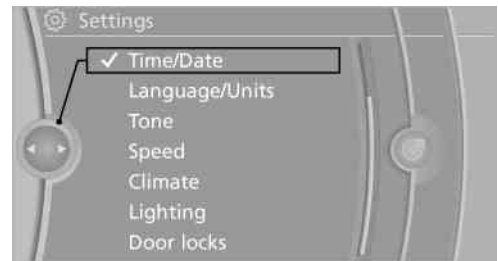 Settings
Time/Date
Language/Units
Tone
Speed
Climate
Lighting
Door locks